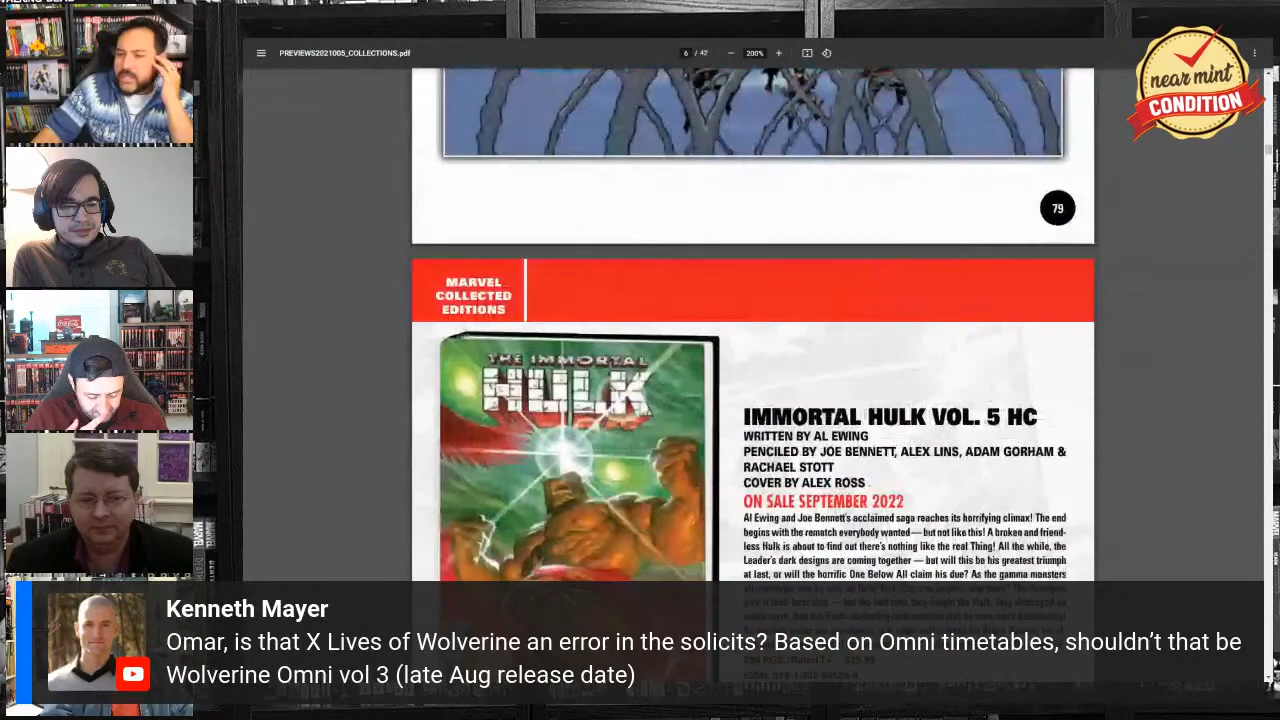 PREVIEWS2021005_COLLECTIONS.pdf
6 / 42
200%
near mint
CONDITION
79
MARVEL
COLLECTED
EDITIONS
THE IMMORTAL
HULK
IMMORTAL HULK VOL. 5 HC
WRITTEN BY AL EWING
PENCILED BY JOE BENNETT, ALEX LINS, ADAM GORHAM &
RACHAEL STOTT
COVER BY ALEX ROSS
ON SALE SEPTEMBER 2022
Al Ewing and Joe Bennett's acclaimed saga reaches its horrifying climax! The end
begins with the rematch everybody wanted — but not like this! A broken and friend-
less Hulk is about to find out there's nothing like the real Thing! All the while, the
Leader's dark designs are coming together — but will this be his greatest triumph
at last, or will the horrific One Below All claim his due? As the gamma monsters
Kenneth Mayer
Omar, is that X Lives of Wolverine an error in the solicits? Based on Omni timetables, shouldn't that be
Wolverine Omni vol 3 (late Aug release date)